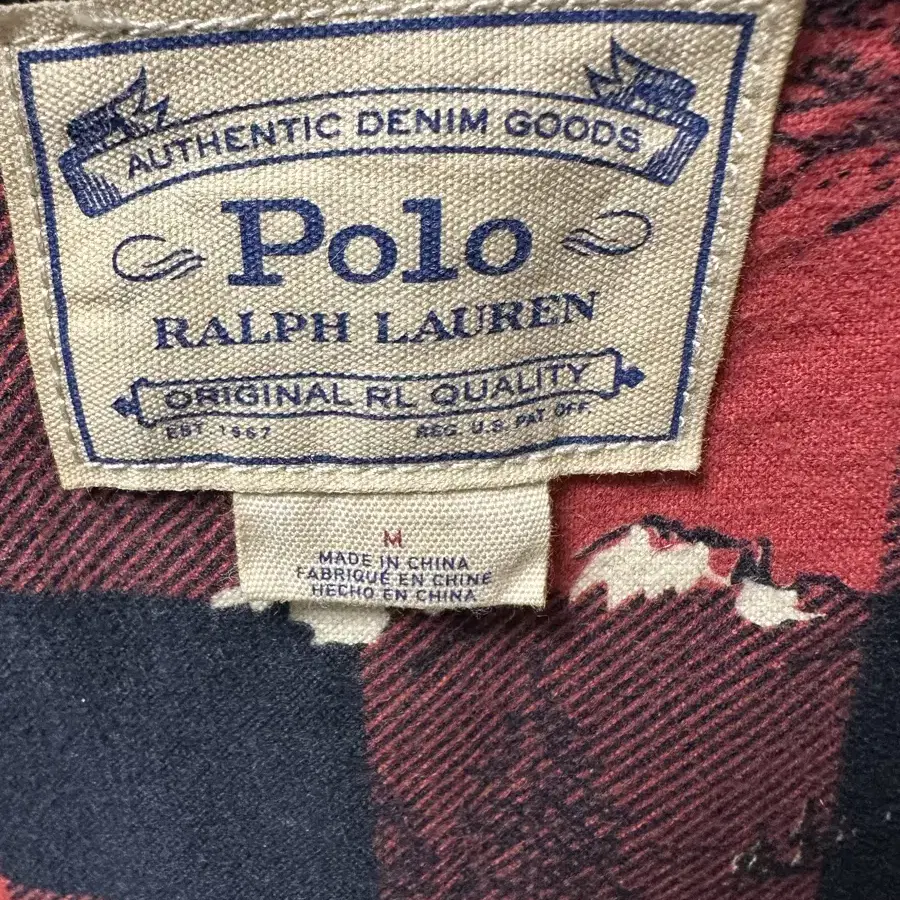 AUTHENTIC DENIM GOODS
Polo
RALPH LAUREN
ORIGINAL RL QUALITY
EST 1967
REG. U.S. PAT OFF.
M
MADE IN CHINA
FABRIQUÉ EN CHINE
HECHO EN CHINA